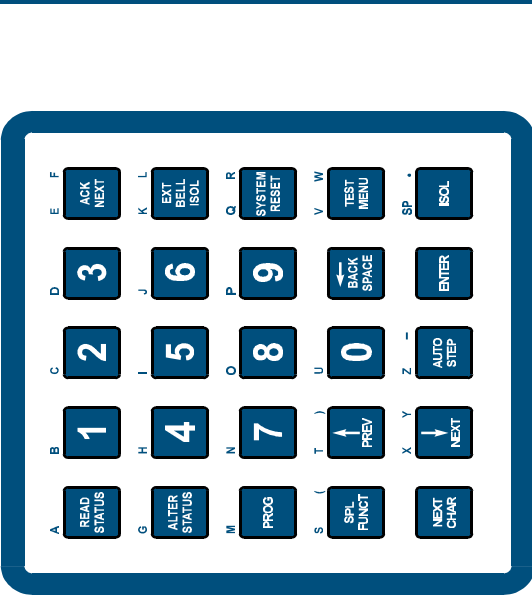 A
READ
STATUS
B
1
C
2
D
3
E F
ACK
NEXT
G
ALTER
STATUS
H
4
I
5
J
6
K L
EXT
BELL
ISOL
M
PROG
N
7
O
8
P
9
Q R
SYSTEM
RESET
S (
SPL
FUNCT
T )
PREV
U
0
BACK
SPACE
V W
TEST
MENU
NEXT
CHAR
X Y
NEXT
Z –
AUTO
STEP
ENTER
SP •
ISOL